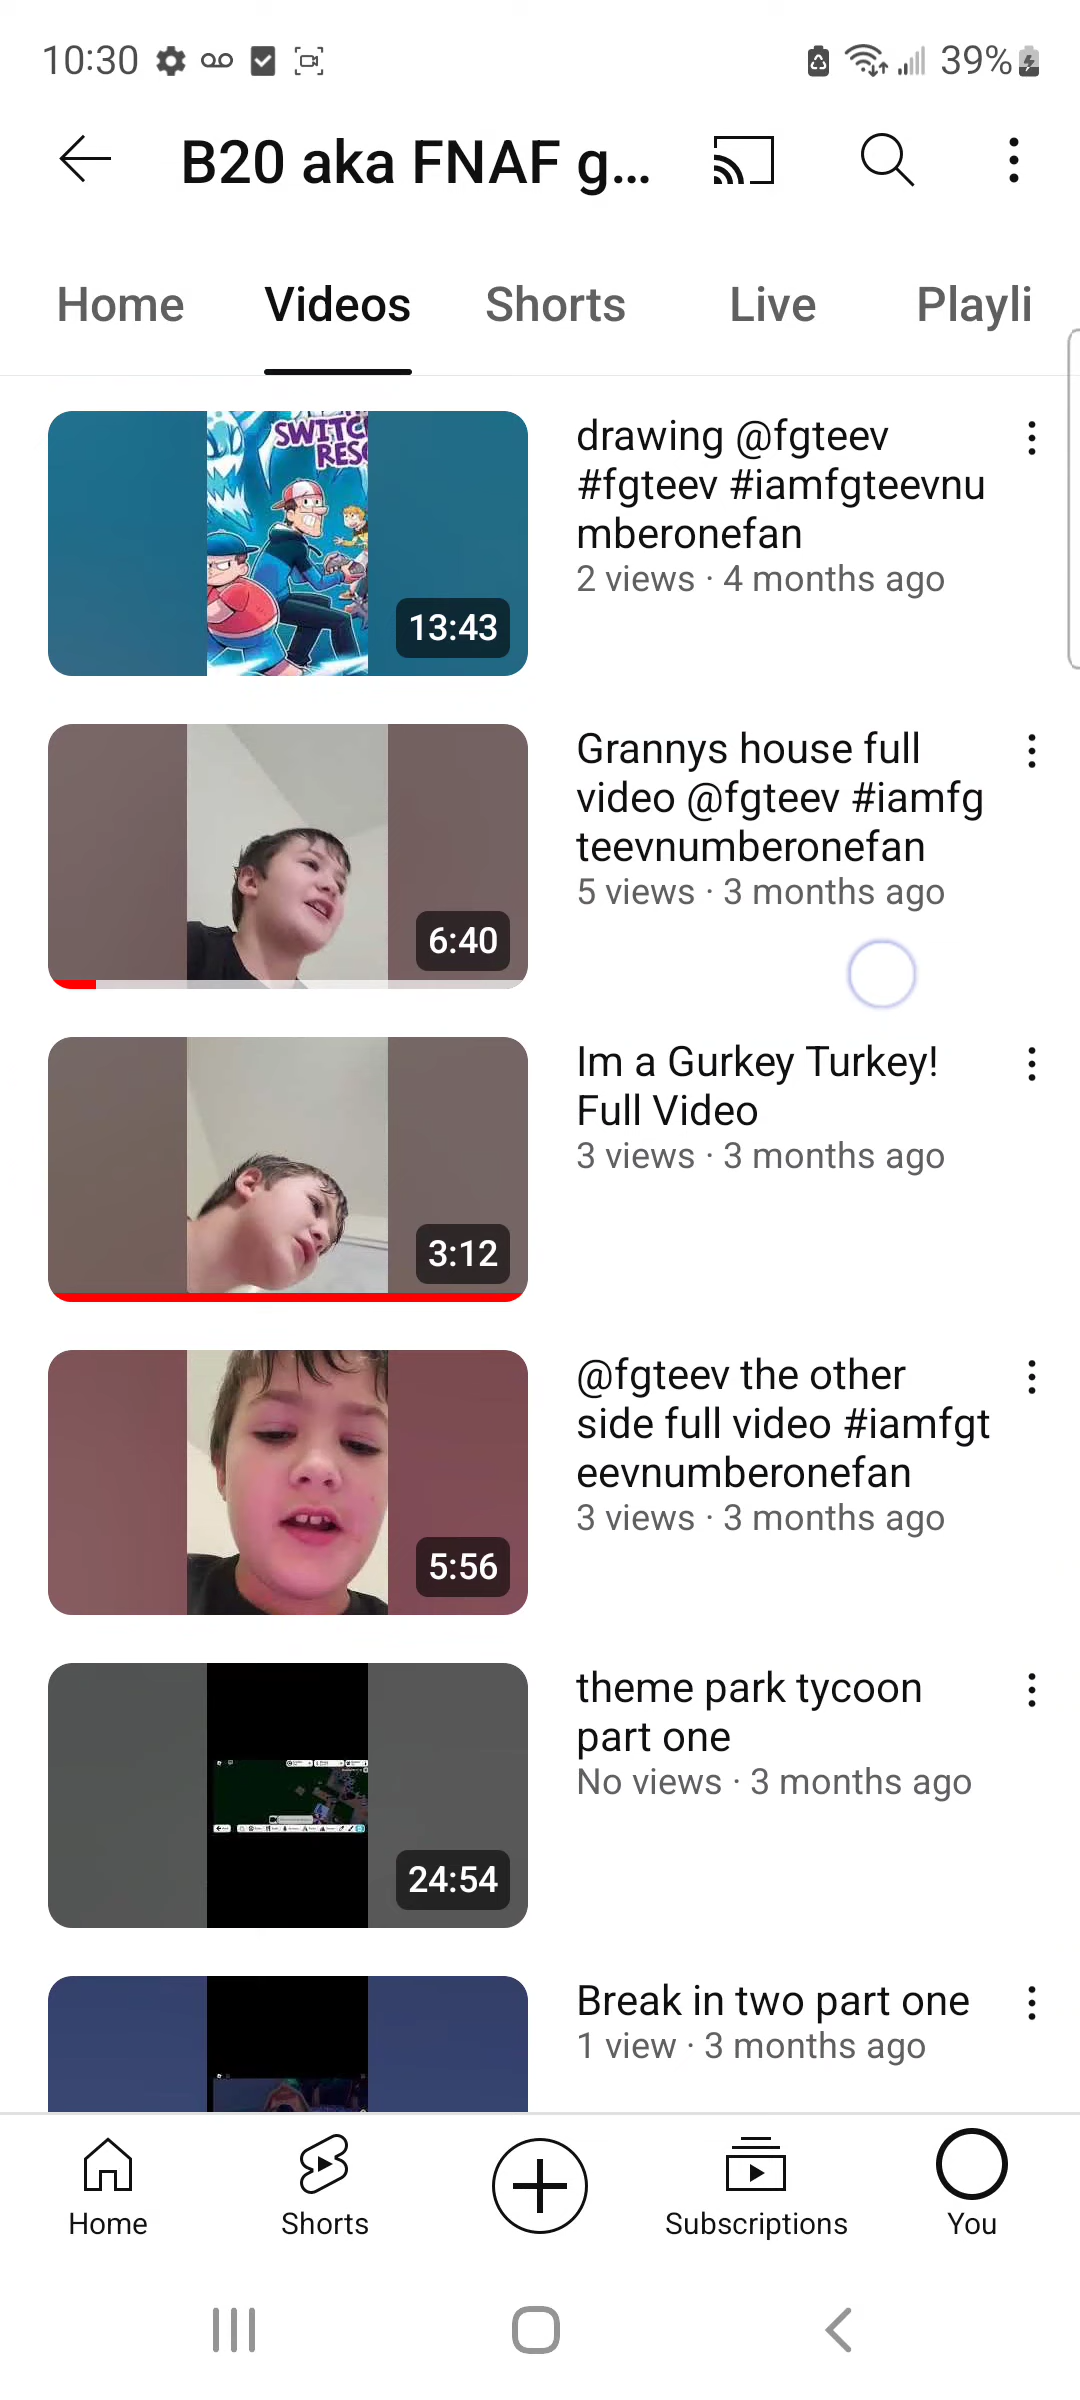 10:30
39%
B20 aka FNAF g...
Home
Videos
Shorts
Live
Playli
SWITC
RES
13:43
drawing @fgteev
#fgteev #iamfgteevnu
mberonefan
2 views · 4 months ago
6:40
Grannys house full
video @fgteev #iamfg
teevnumberonefan
5 views · 3 months ago
3:12
Im a Gurkey Turkey!
Full Video
3 views · 3 months ago
5:56
@fgteev the other
side full video #iamfgt
eevnumberonefan
3 views · 3 months ago
24:54
theme park tycoon
part one
No views · 3 months ago
Break in two part one
1 view · 3 months ago
Home
Shorts
Subscriptions
You